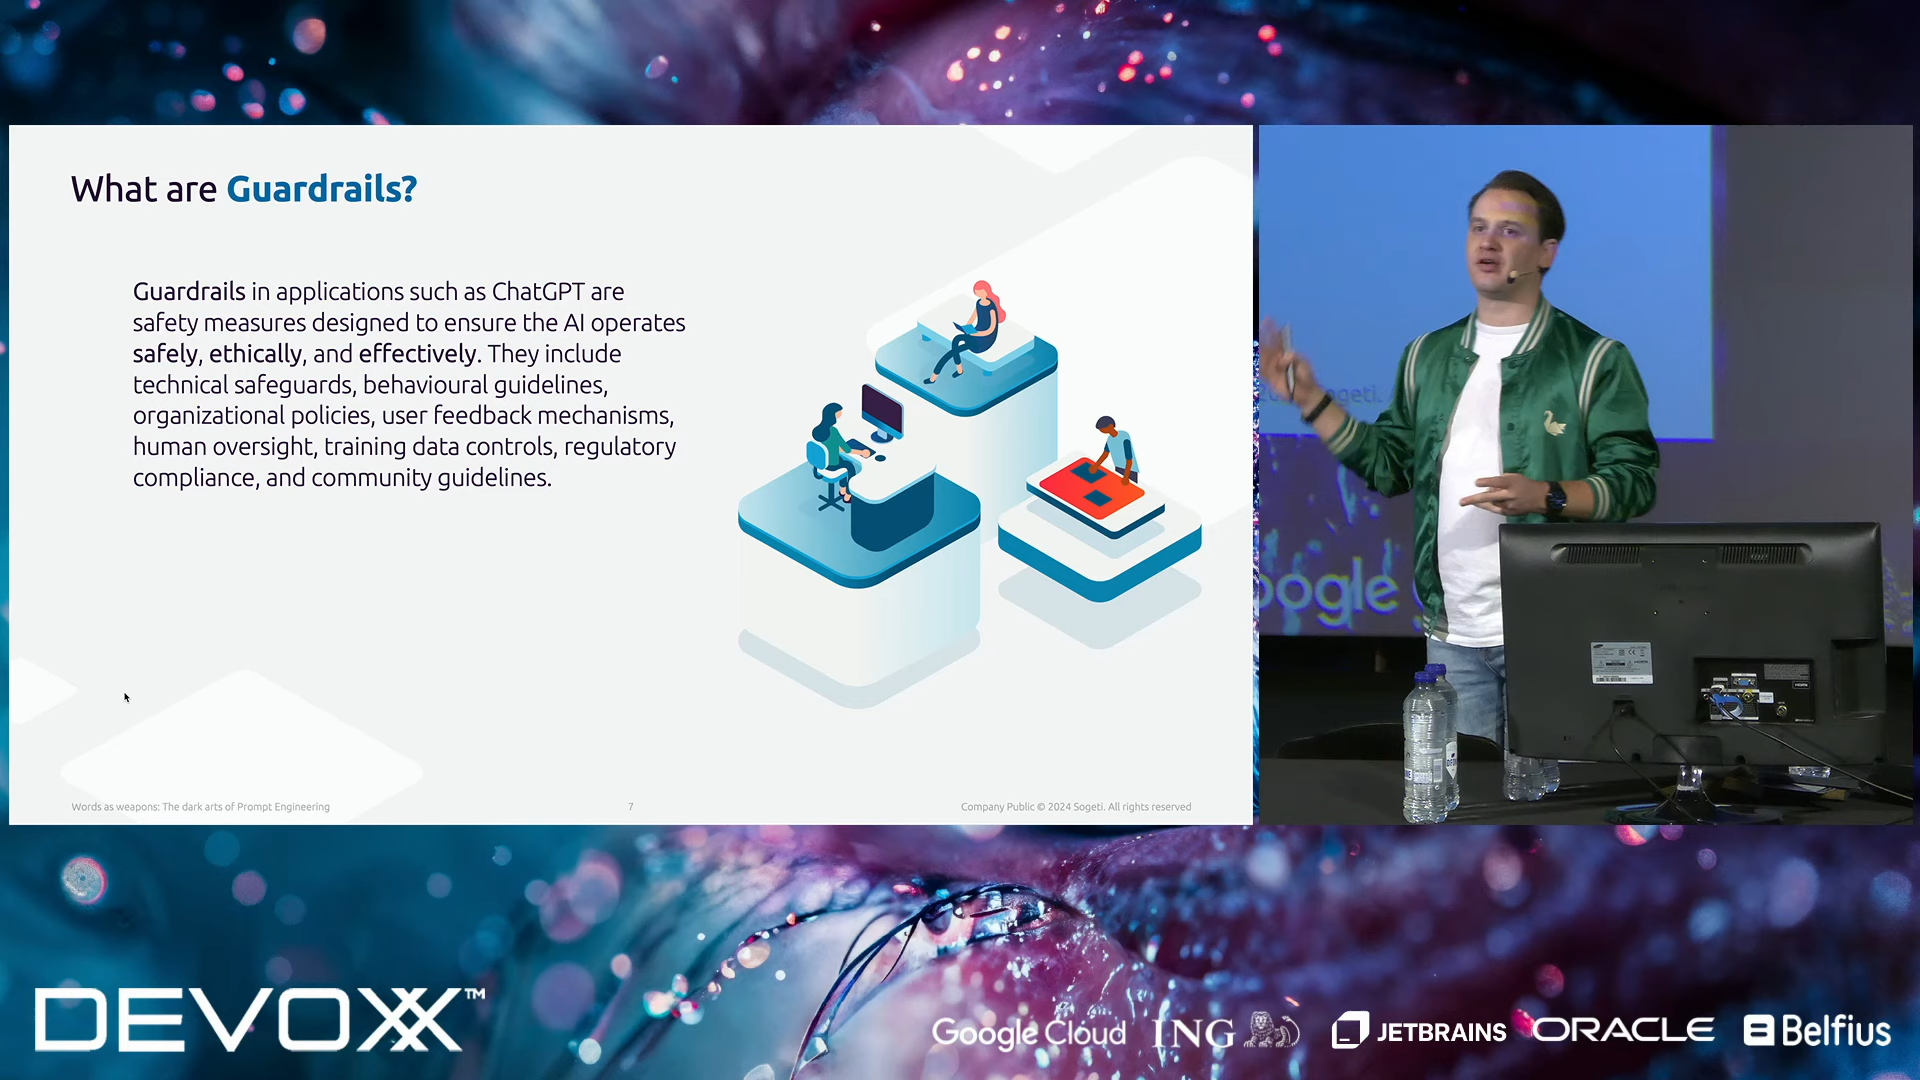 What are Guardrails?
Guardrails in applications such as ChatGPT are
safety measures designed to ensure the AI operates
safely, ethically, and effectively. They include
technical safeguards, behavioural guidelines,
organizational policies, user feedback mechanisms,
human oversight, training data controls, regulatory
compliance, and community guidelines.
Words as weapons: The dark arts of Prompt Engineering
7
Company Public © 2024 Sogeti. All rights reserved
ogeti.
oogle
DEVOXX™
Google Cloud
ING
JETBRAINS
ORACLE
Belfius